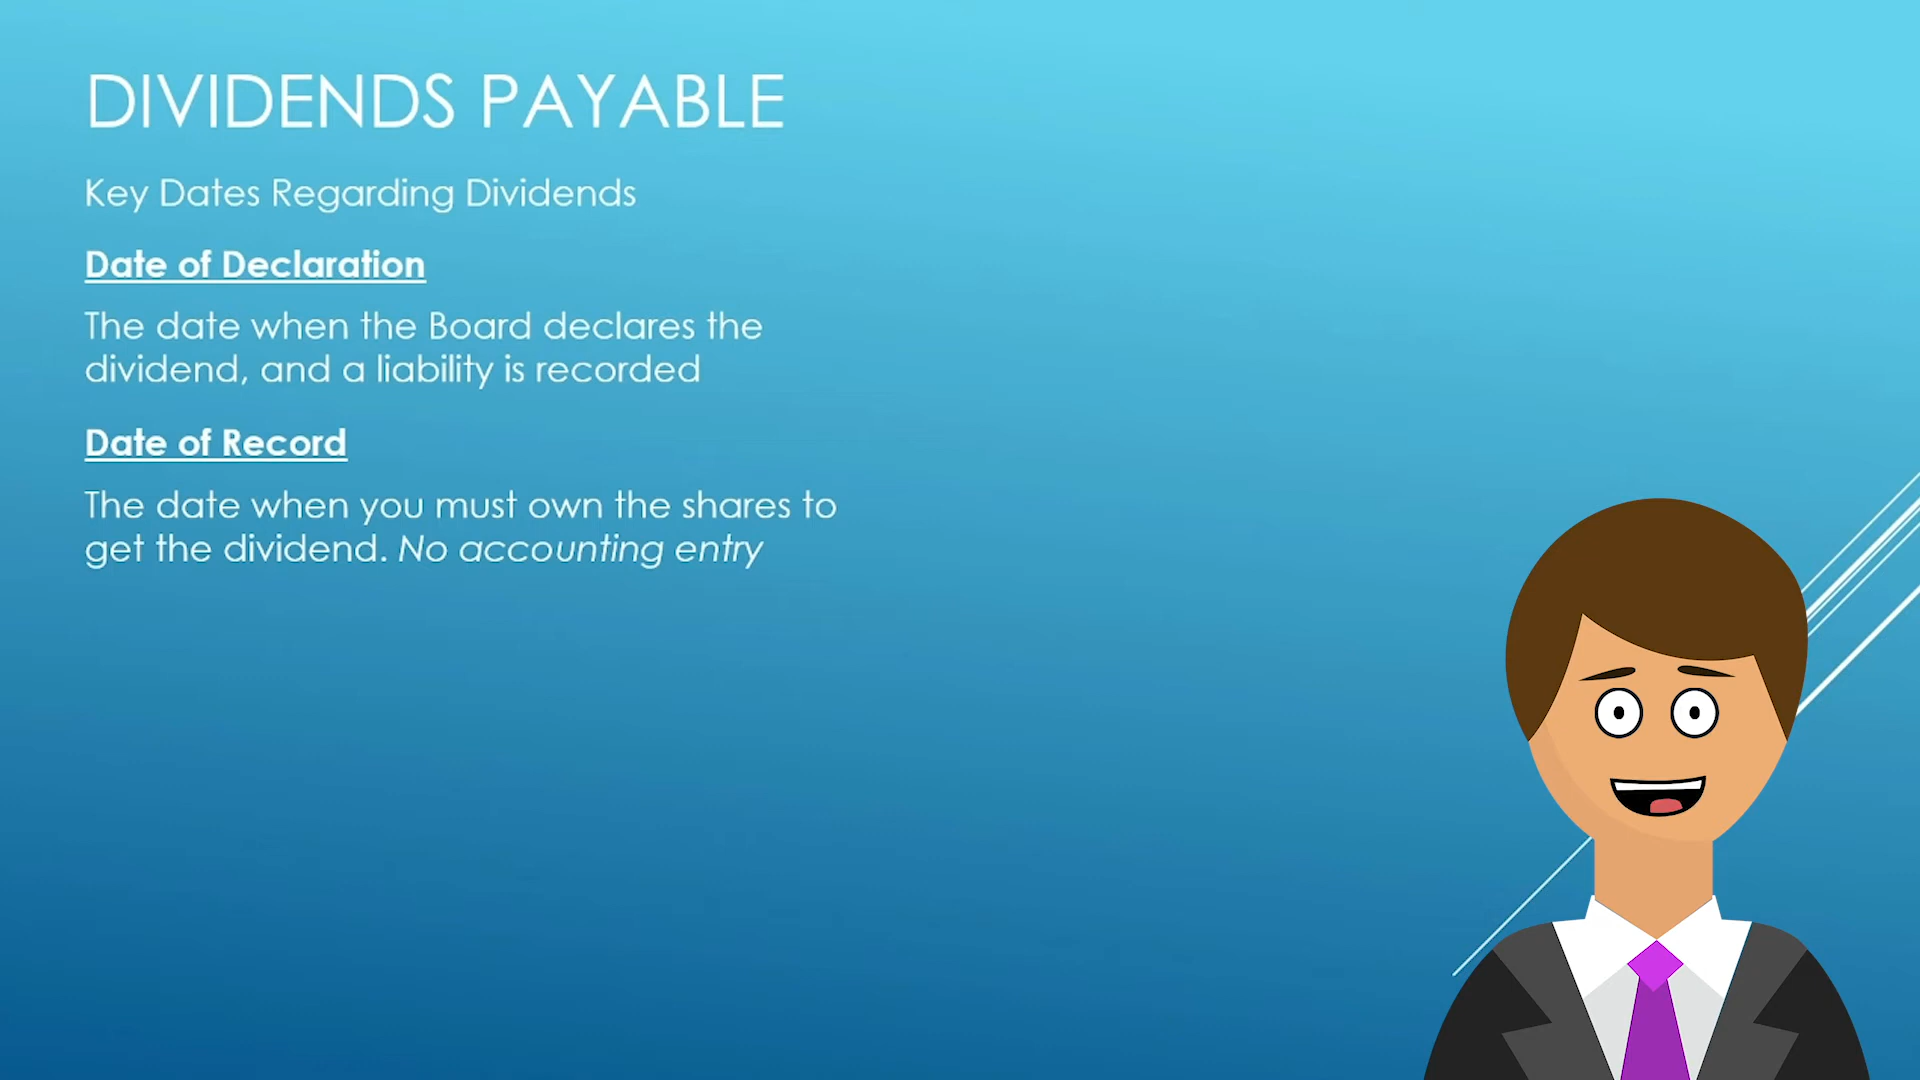 DIVIDENDS PAYABLE
Key Dates Regarding Dividends
Date of Declaration
The date when the Board declares the
dividend, and a liability is recorded
Date of Record
The date when you must own the shares to
get the dividend. No accounting entry